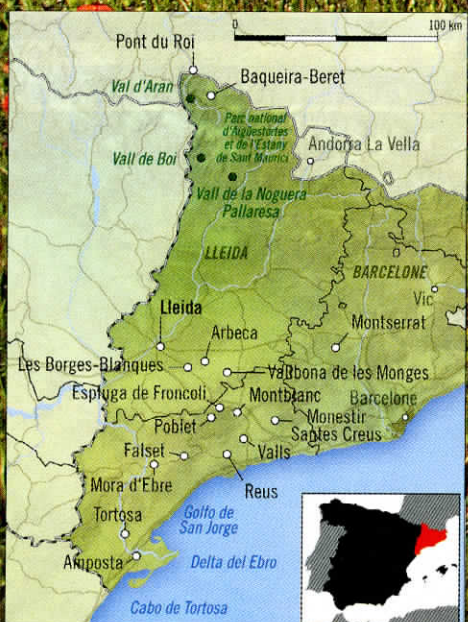 0 100 km
Pont du Roi
Val d'Aran
Baqueira-Beret
Parc national
d'Aigüestortes
et de l'Estany
de Sant Maurici
Andorra La Vella
Vall de Boi
Vall de la Noguera
Pallaresa
LLEIDA
BARCELONE
Vic
Lleida
Montserrat
Arbeca
Les Borges-Blanques
Vallbona de les Monges
Espluga de Froncoli
Montblanc
Barcelone
Poblet
Monestir
Santes Creus
Falset
Valls
Mora d'Ebre
Reus
Tortosa
Golfo de
San Jorge
Amposta
Delta del Ebro
Cabo de Tortosa